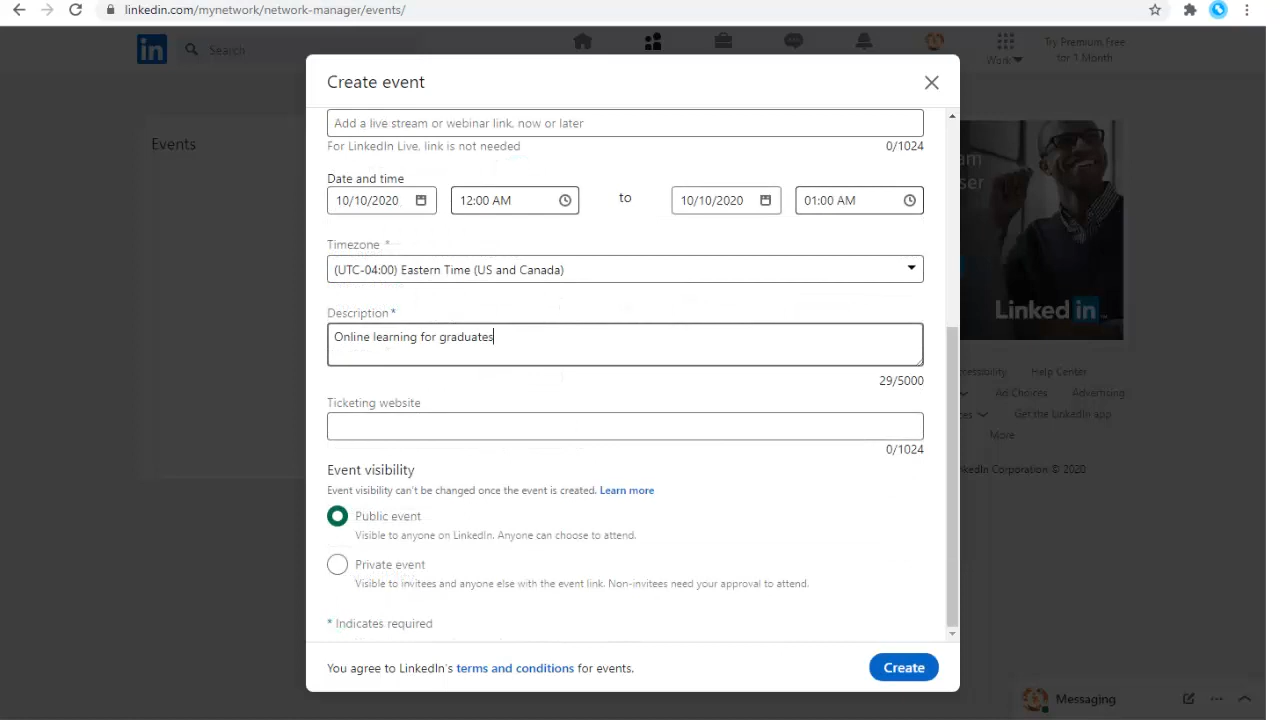 linkedin.com/mynetwork/network-manager/events/
in
Search
Work
Try Premium Free
for 1 Month
Events
Create event
Add a live stream or webinar link, now or later
For LinkedIn Live, link is not needed
0/1024
Date and time
10/10/2020
12:00 AM
to
10/10/2020
01:00 AM
Timezone *
(UTC-04:00) Eastern Time (US and Canada)
Description*
Online learning for graduates
29/5000
Ticketing website
0/1024
Event visibility
Event visibility can't be changed once the event is created. Learn more
Public event
Visible to anyone on LinkedIn. Anyone can choose to attend.
Private event
Visible to invitees and anyone else with the event link. Non-invitees need your approval to attend.
* Indicates required
You agree to LinkedIn's terms and conditions for events.
Create
Linked in
Help Center
Ad Choices
Advertising
Get the LinkedIn app
More
Corporation © 2020
Messaging